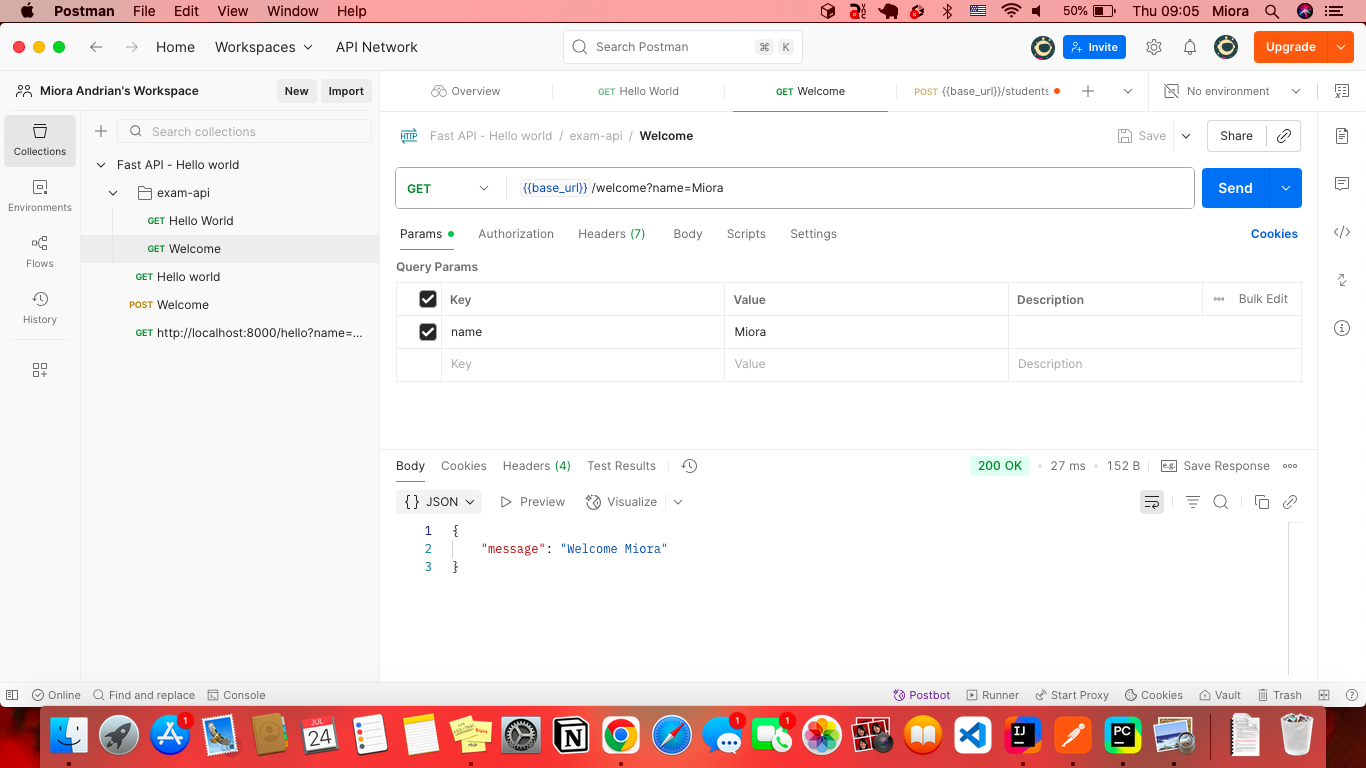 Postman File Edit View Window Help 50% Thu 09:05 Miora
Home Workspaces API Network Search Postman ⌘ K Invite Upgrade
Miora Andrian's Workspace New Import
Overview GET Hello World GET Welcome POST {{base_url}}/students No environment
Collections
Environments
Flows
History
Search collections
Fast API - Hello world
exam-api
GET Hello World
GET Welcome
GET Hello world
POST Welcome
GET http://localhost:8000/hello?name=...
HTTP Fast API - Hello world / exam-api / Welcome Save Share
GET {{base_url}} /welcome?name=Miora Send
Params Authorization Headers (7) Body Scripts Settings Cookies
Query Params
Key Value Description Bulk Edit
name Miora
Key Value Description
Body Cookies Headers (4) Test Results 200 OK 27 ms 152 B e.g. Save Response
{} JSON Preview Visualize
1 {
2 "message": "Welcome Miora"
3 }
Online Find and replace Console Postbot Runner Start Proxy Cookies Vault Trash
1 JUL 24 1 1 IJ PC